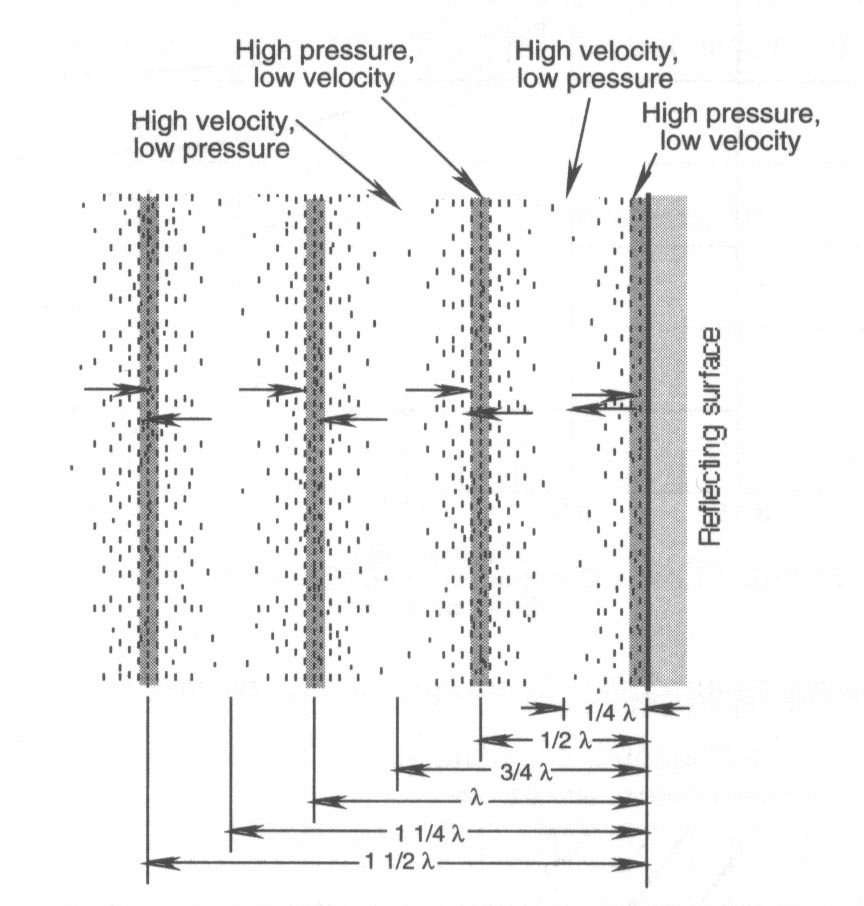 High pressure,
low velocity
High velocity,
low pressure
High velocity,
low pressure
High pressure,
low velocity
Reflecting surface
1/4 λ
1/2 λ
3/4 λ
λ
1 1/4 λ
1 1/2 λ